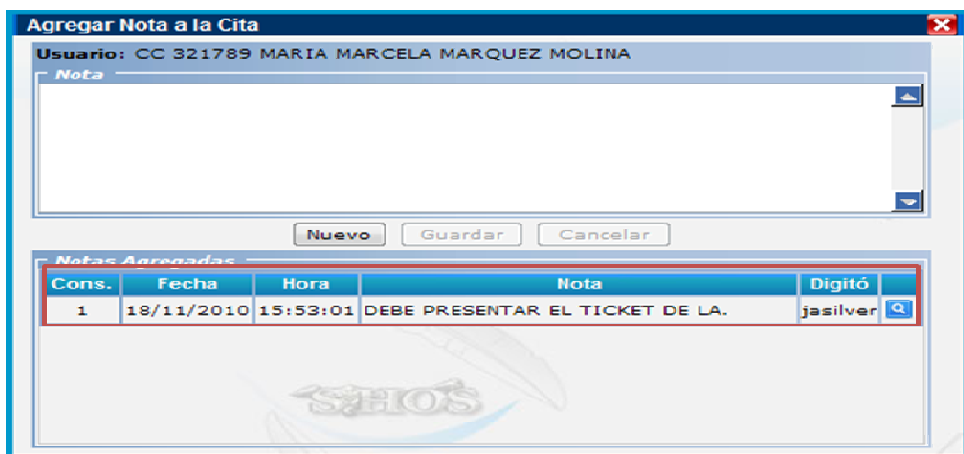 Agregar Nota a la Cita
Usuario: CC 321789 MARIA MARCELA MARQUEZ MOLINA
Nota
Nuevo Guardar Cancelar
Notas Agregadas
Cons. Fecha Hora Nota Digitó
1 18/11/2010 15:53:01 DEBE PRESENTAR EL TICKET DE LA. jasilver